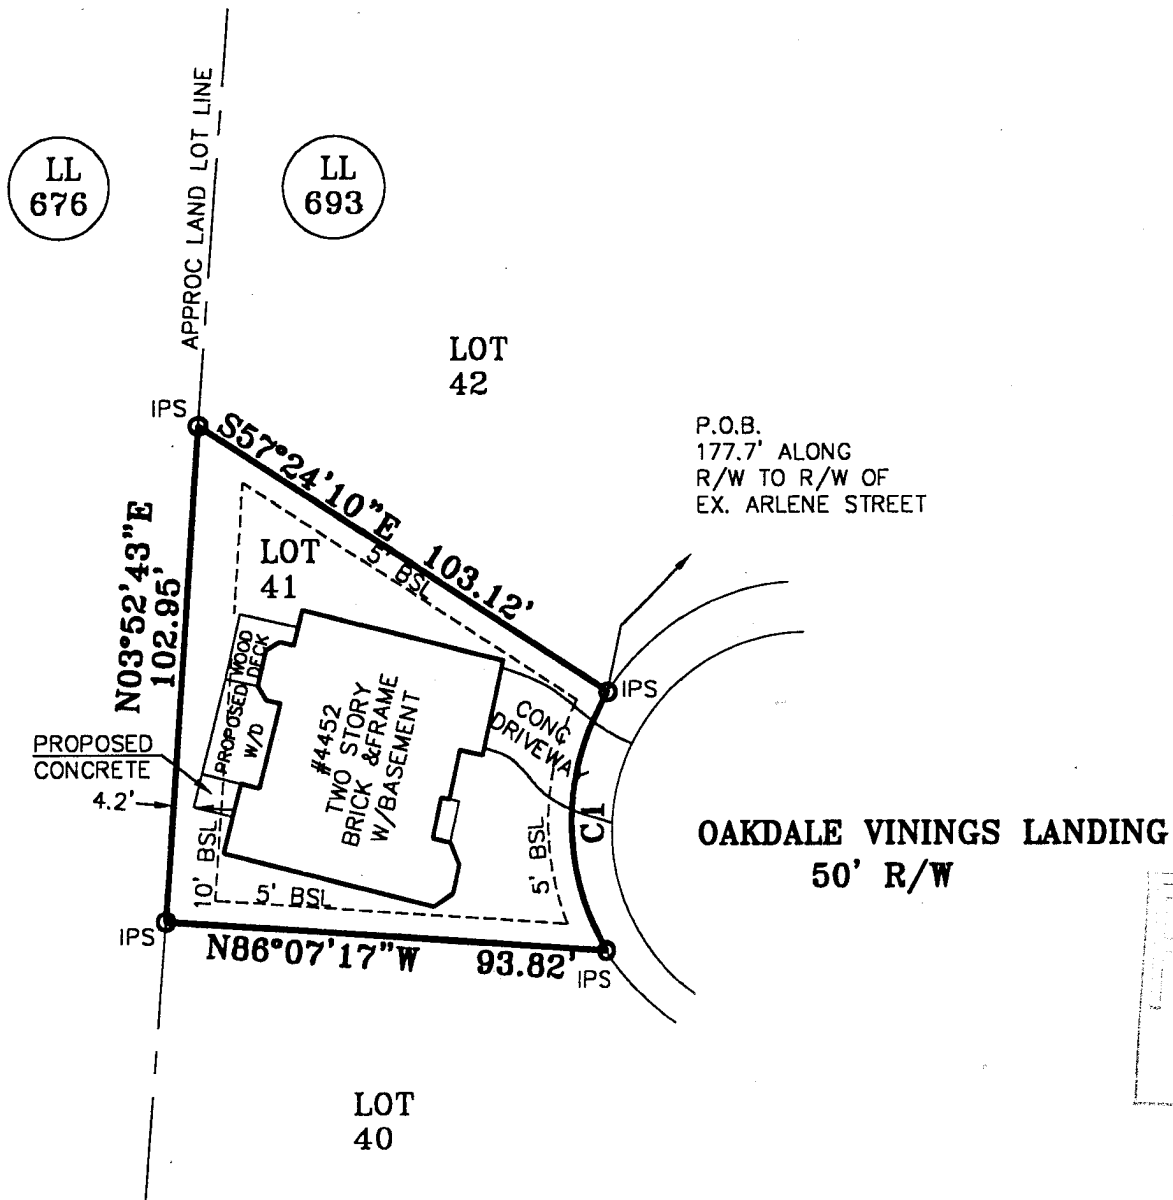 APPROC LAND LOT LINE
LL
676
LL
693
LOT
42
IPS
S57°24'10"E 103.12'
P.O.B.
177.7' ALONG
R/W TO R/W OF
EX. ARLENE STREET
N03°52'43"E
102.95'
LOT
41
5' BSL
WOOD
DECK
PROPOSED
W/D
#4452
TWO STORY
BRICK &FRAME
W/BASEMENT
CONC
DRIVEWAY
IPS
PROPOSED
CONCRETE
4.2'
C1
OAKDALE VININGS LANDING
50' R/W
10' BSL
5' BSL
5' BSL
IPS
N86°07'17"W 93.82'
IPS
LOT
40